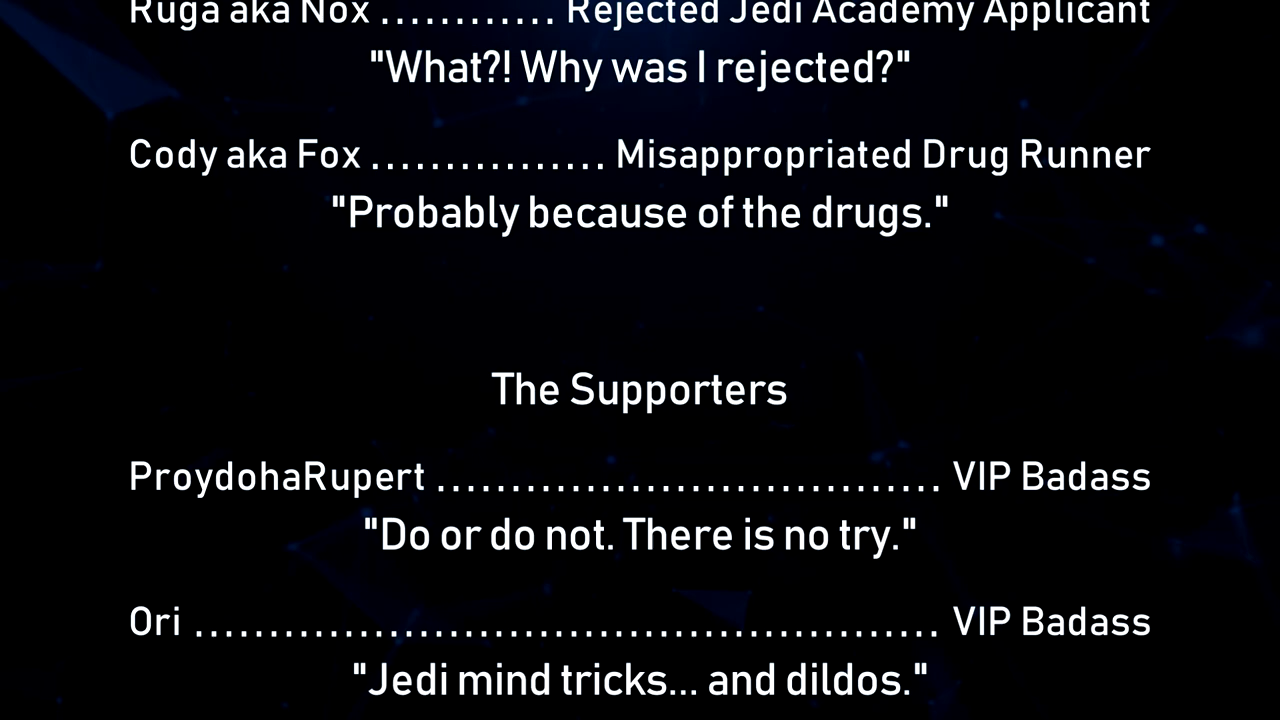 Ruga aka Nox ............ Rejected Jedi Academy Applicant
"What?! Why was I rejected?"
Cody aka Fox ................ Misappropriated Drug Runner
"Probably because of the drugs."
The Supporters
ProydohaRupert .................................. VIP Badass
"Do or do not. There is no try."
Ori .................................................. VIP Badass
"Jedi mind tricks... and dildos."